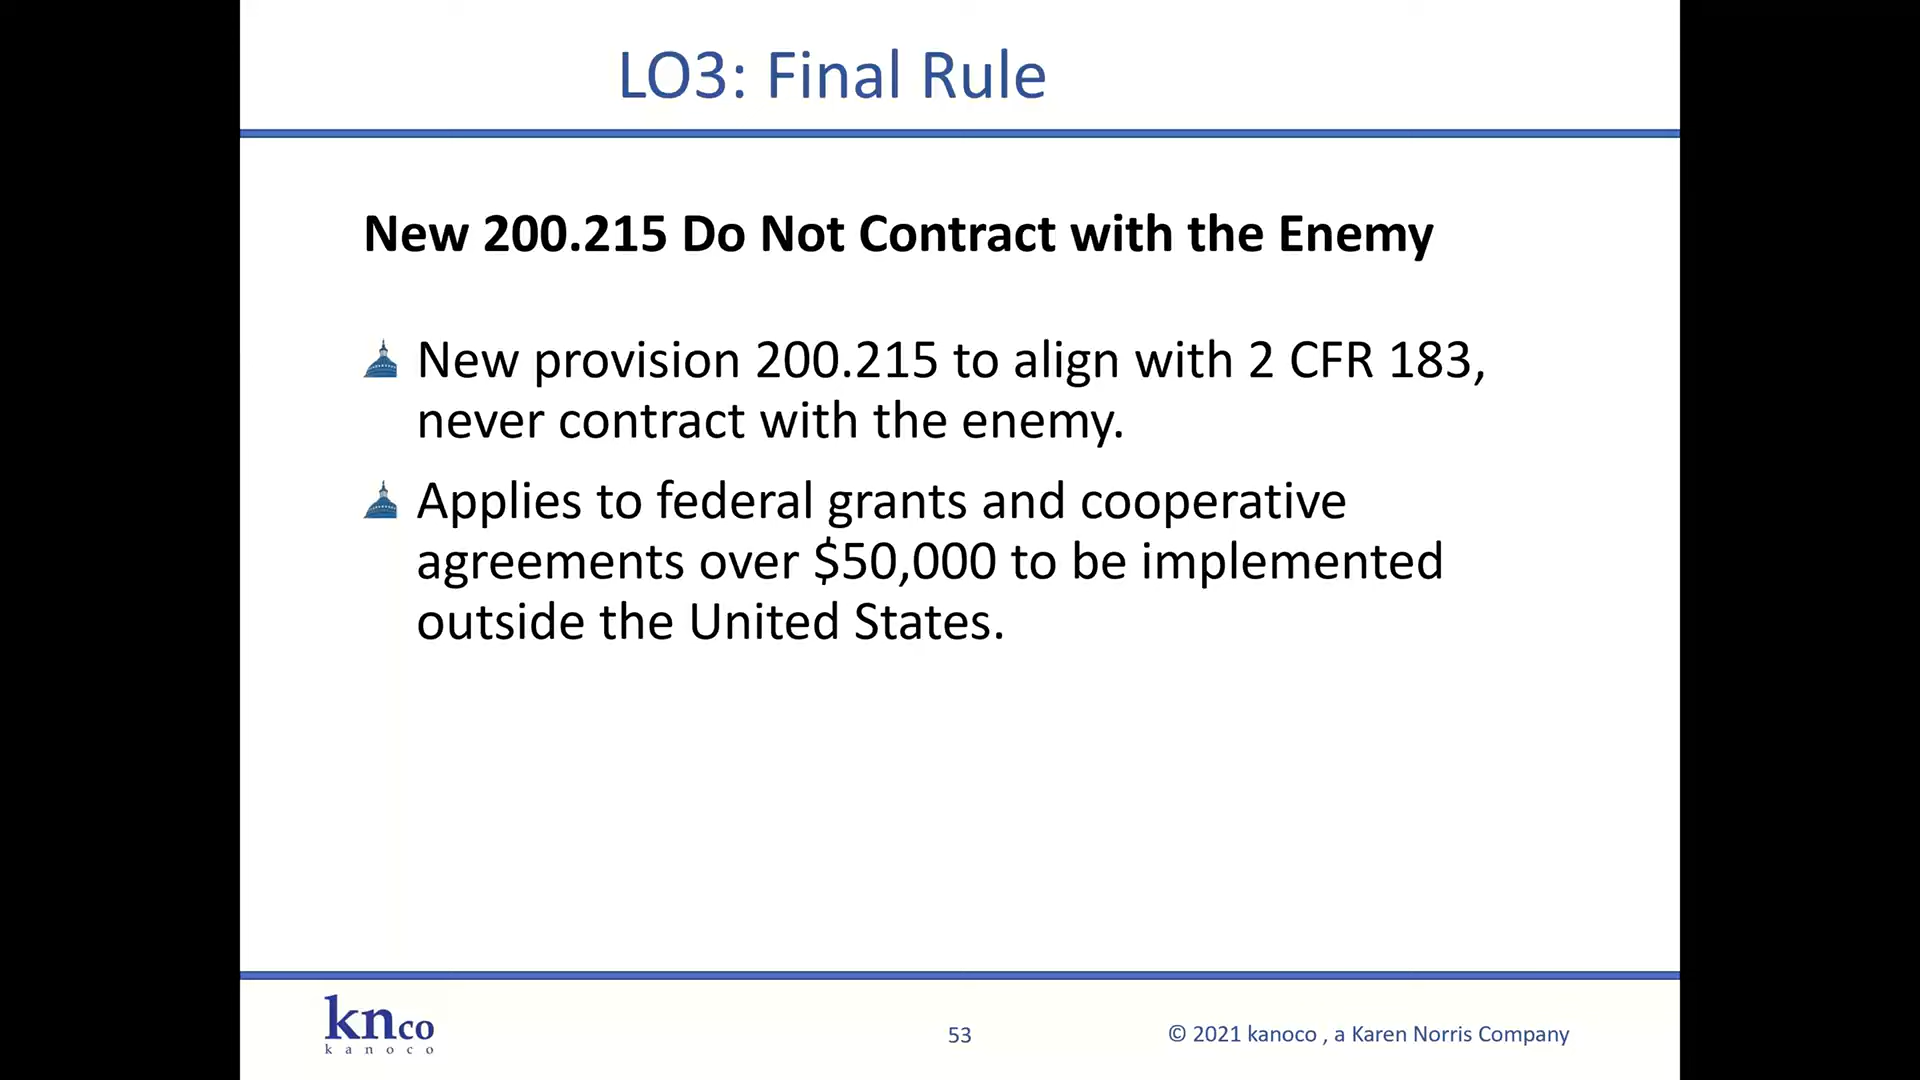 LO3: Final Rule
New 200.215 Do Not Contract with the Enemy
New provision 200.215 to align with 2 CFR 183,
never contract with the enemy.
Applies to federal grants and cooperative
agreements over $50,000 to be implemented
outside the United States.
knco
kanoco
53
© 2021 kanoco , a Karen Norris Company